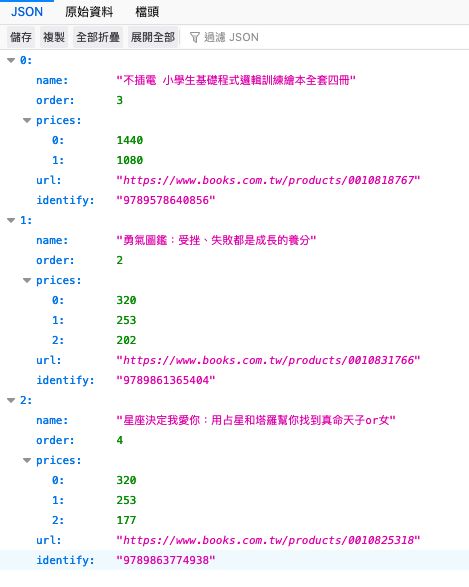 JSON 原始資料 檔頭
儲存 複製 全部折疊 展開全部 過濾 JSON
0:
name: "不插電 小學生基礎程式邏輯訓練繪本全套四冊"
order: 3
prices:
0: 1440
1: 1080
url: "https://www.books.com.tw/products/0010818767"
identify: "9789578640856"
1:
name: "勇氣圖鑑：受挫、失敗都是成長的養分"
order: 2
prices:
0: 320
1: 253
2: 202
url: "https://www.books.com.tw/products/0010831766"
identify: "9789861365404"
2:
name: "星座決定我愛你：用占星和塔羅幫你找到真命天子or女"
order: 4
prices:
0: 320
1: 253
2: 177
url: "https://www.books.com.tw/products/0010825318"
identify: "9789863774938"